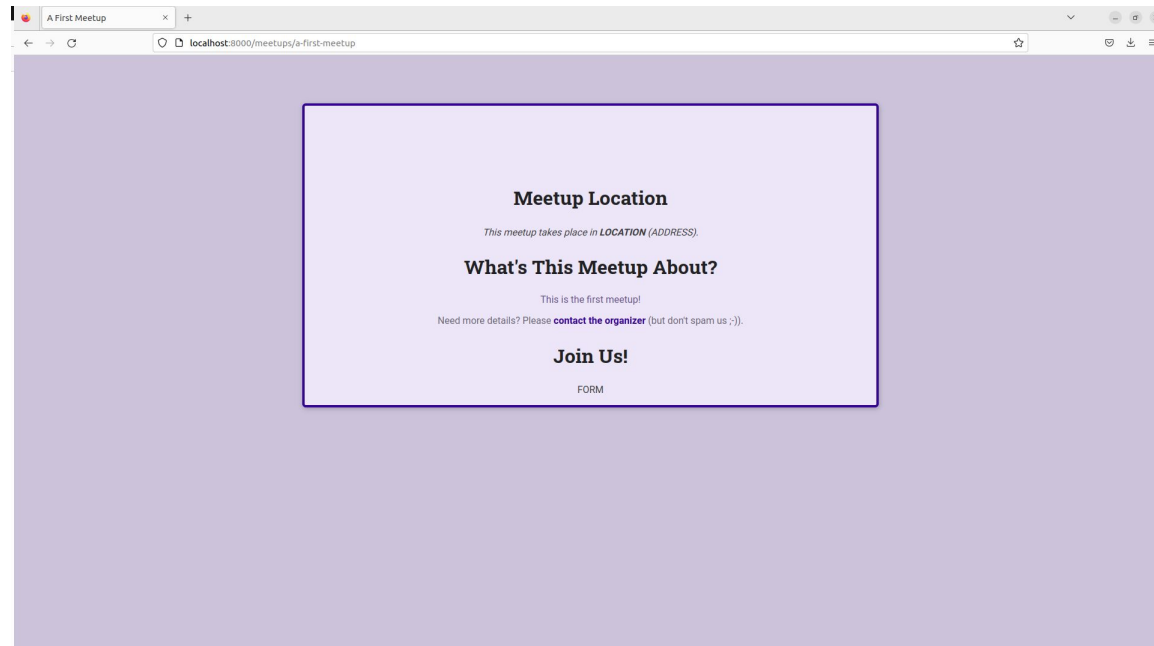 A First Meetup
localhost:8000/meetups/a-first-meetup
Meetup Location
This meetup takes place in LOCATION (ADDRESS).
What's This Meetup About?
This is the first meetup!
Need more details? Please contact the organizer (but don't spam us ;-)).
Join Us!
FORM